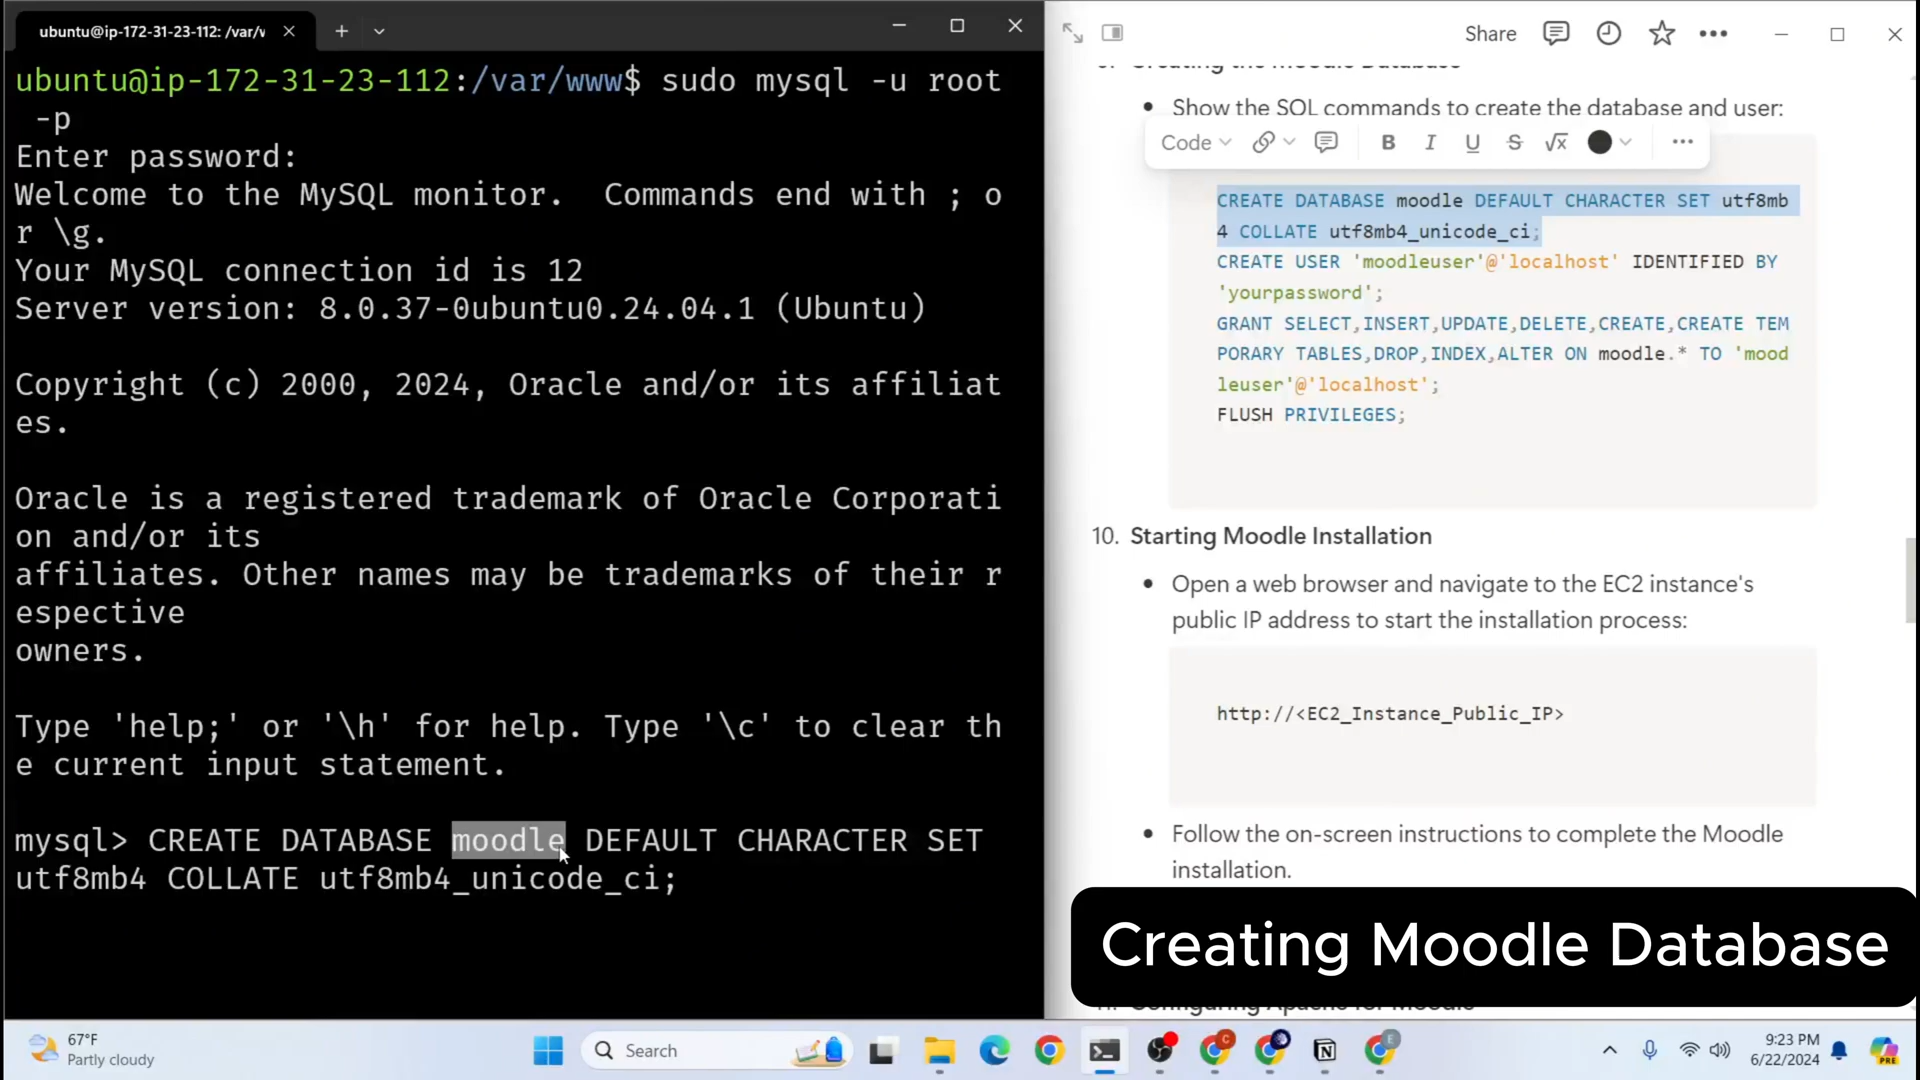 ubuntu@ip-172-31-23-112: /var/v
ubuntu@ip-172-31-23-112:/var/www$ sudo mysql -u root
-p
Enter password:
Welcome to the MySQL monitor.  Commands end with ; o
r \g.
Your MySQL connection id is 12
Server version: 8.0.37-0ubuntu0.24.04.1 (Ubuntu)
Copyright (c) 2000, 2024, Oracle and/or its affiliat
es.
Oracle is a registered trademark of Oracle Corporati
on and/or its
affiliates. Other names may be trademarks of their r
espective
owners.
Type 'help;' or '\h' for help. Type '\c' to clear th
e current input statement.
mysql> CREATE DATABASE moodle DEFAULT CHARACTER SET
utf8mb4 COLLATE utf8mb4_unicode_ci;
Share
Creating the Moodle Database
Show the SQL commands to create the database and user:
Code
B I U S √x
CREATE DATABASE moodle DEFAULT CHARACTER SET utf8mb
4 COLLATE utf8mb4_unicode_ci;
CREATE USER 'moodleuser'@'localhost' IDENTIFIED BY
'yourpassword';
GRANT SELECT,INSERT,UPDATE,DELETE,CREATE,CREATE TEM
PORARY TABLES,DROP,INDEX,ALTER ON moodle.* TO 'mood
leuser'@'localhost';
FLUSH PRIVILEGES;
10. Starting Moodle Installation
Open a web browser and navigate to the EC2 instance's
public IP address to start the installation process:
http://<EC2_Instance_Public_IP>
Follow the on-screen instructions to complete the Moodle
installation.
Creating Moodle Database
Configuring Apache for Moodle
67°F
Partly cloudy
Search
9:23 PM
6/22/2024
PRE